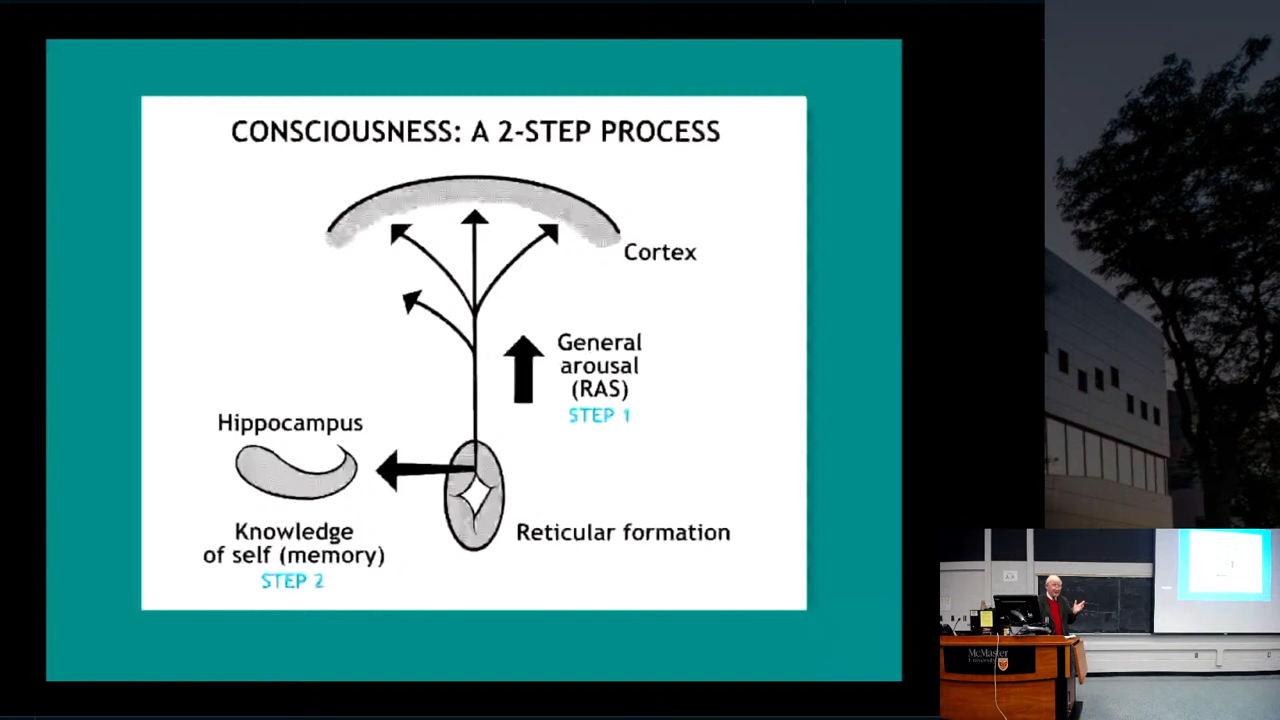 CONSCIOUSNESS: A 2-STEP PROCESS
Cortex
General
arousal
(RAS)
STEP 1
Hippocampus
Knowledge
of self (memory)
STEP 2
Reticular formation
McMaster
University